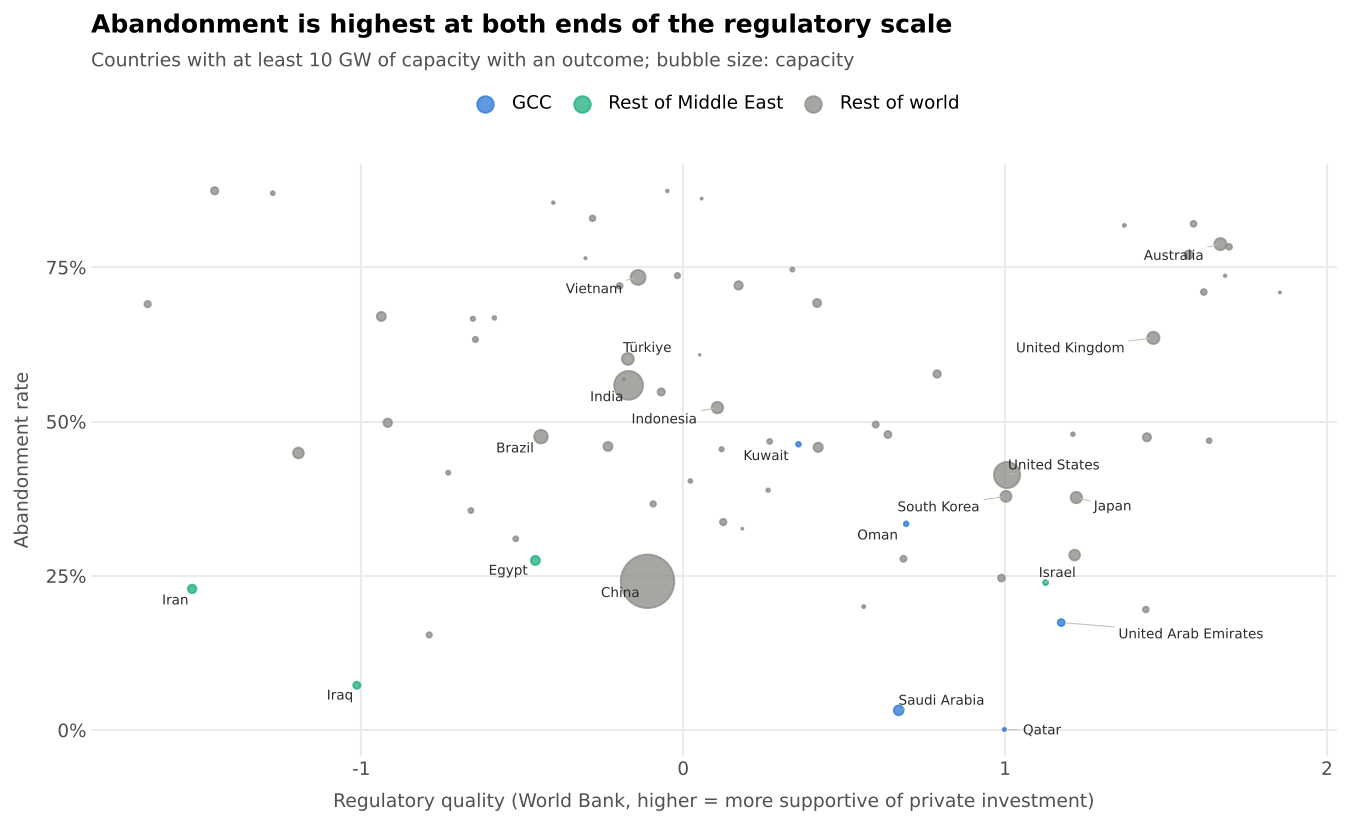 Abandonment is highest at both ends of the regulatory scale
Countries with at least 10 GW of capacity with an outcome; bubble size: capacity
GCC
Rest of Middle East
Rest of world
Abandonment rate
75%
50%
25%
0%
Australia
Vietnam
Türkiye
United Kingdom
India
Indonesia
Brazil
Kuwait
United States
South Korea
Japan
Oman
Egypt
Israel
China
Iran
United Arab Emirates
Iraq
Saudi Arabia
Qatar
-1
0
1
2
Regulatory quality (World Bank, higher = more supportive of private investment)